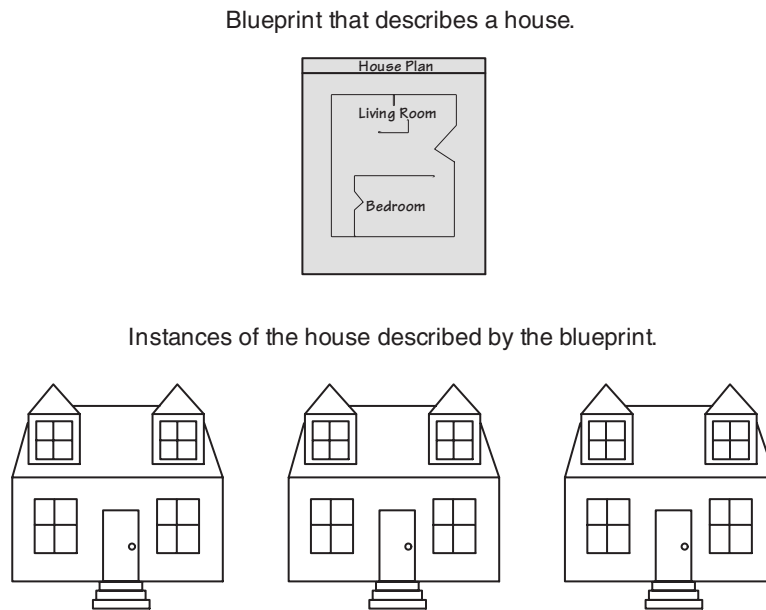 Blueprint that describes a house.
House Plan
Living Room
Bedroom
Instances of the house described by the blueprint.